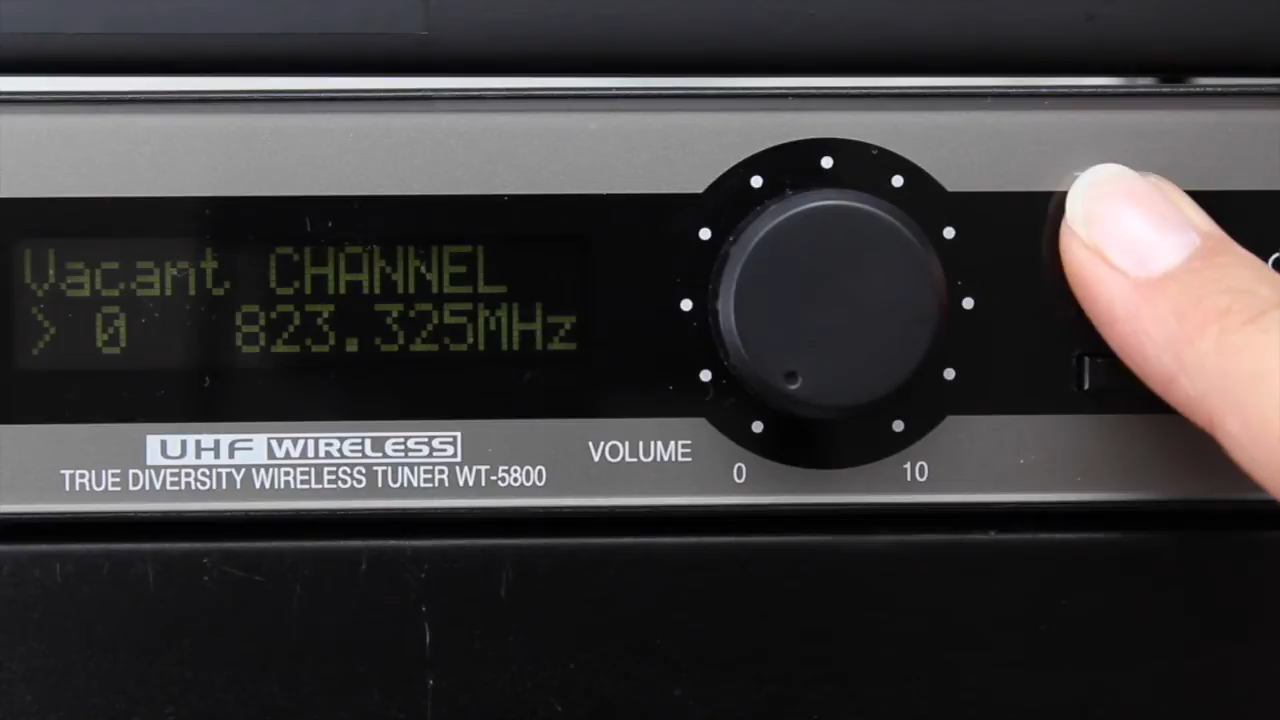 Vacant CHANNEL
> 0 823.325MHz
UHF WIRELESS
TRUE DIVERSITY WIRELESS TUNER WT-5800
VOLUME
0 10